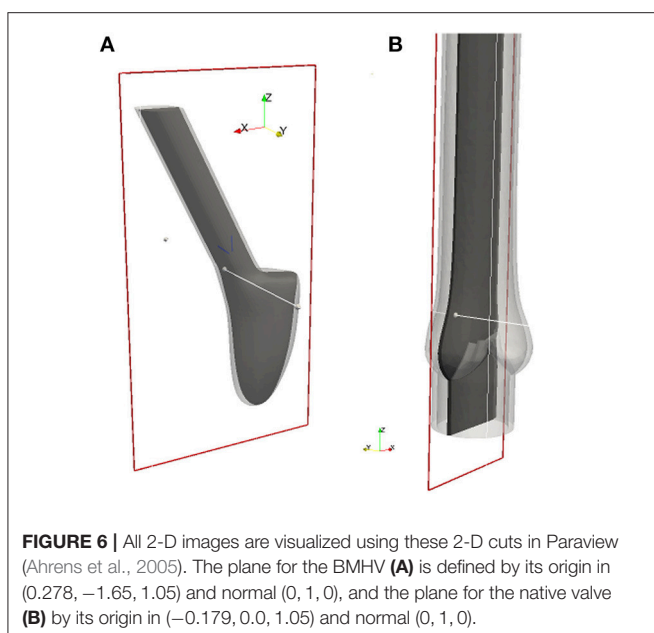 A
B
Z
X
Y
Z
Y
X
FIGURE 6 | All 2-D images are visualized using these 2-D cuts in Paraview
(Ahrens et al., 2005). The plane for the BMHV (A) is defined by its origin in
(0.278, −1.65, 1.05) and normal (0, 1, 0), and the plane for the native valve
(B) by its origin in (−0.179, 0.0, 1.05) and normal (0, 1, 0).